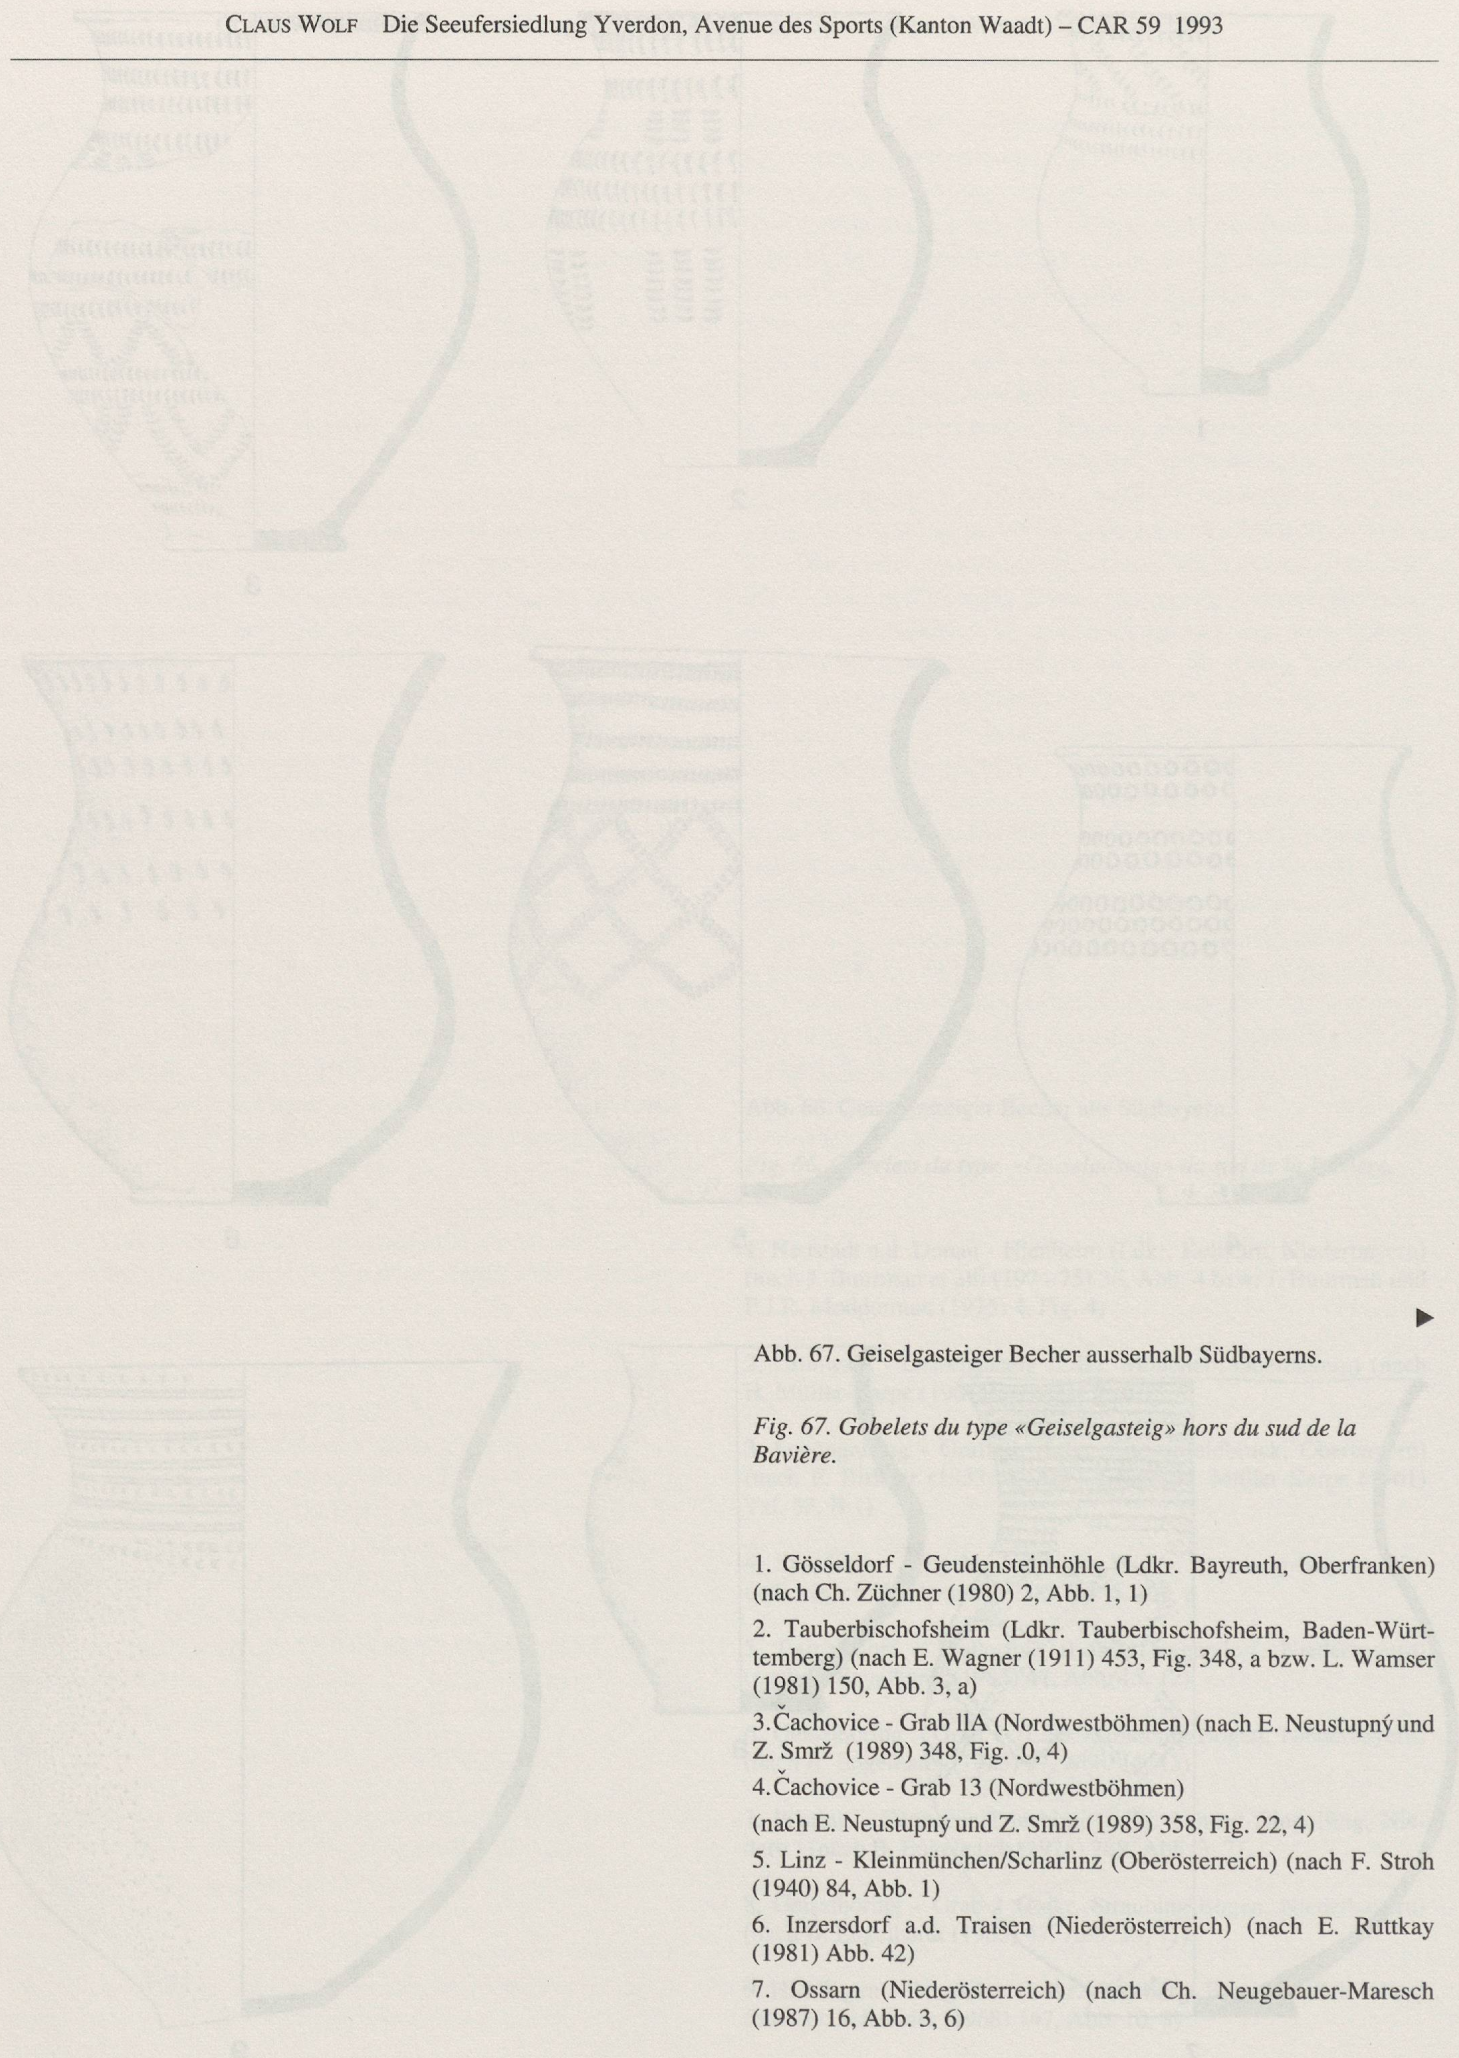 CLAUS WOLF Die Seeufersiedlung Yverdon, Avenue des Sports (Kanton Waadt) – CAR 59 1993
Abb. 67. Geiselgasteiger Becher ausserhalb Südbayerns.
Fig. 67. Gobelets du type «Geiselgasteig» hors du sud de la
Bavière.
1. Gösseldorf - Geudensteinhöhle (Ldkr. Bayreuth, Oberfranken)
(nach Ch. Züchner (1980) 2, Abb. 1, 1)
2. Tauberbischofsheim (Ldkr. Tauberbischofsheim, Baden-Würt-
temberg) (nach E. Wagner (1911) 453, Fig. 348, a bzw. L. Wamser
(1981) 150, Abb. 3, a)
3.Čachovice - Grab llA (Nordwestböhmen) (nach E. Neustupný und
Z. Smrž (1989) 348, Fig. .0, 4)
4.Čachovice - Grab 13 (Nordwestböhmen)
(nach E. Neustupný und Z. Smrž (1989) 358, Fig. 22, 4)
5. Linz - Kleinmünchen/Scharlinz (Oberösterreich) (nach F. Stroh
(1940) 84, Abb. 1)
6. Inzersdorf a.d. Traisen (Niederösterreich) (nach E. Ruttkay
(1981) Abb. 42)
7. Ossarn (Niederösterreich) (nach Ch. Neugebauer-Maresch
(1987) 16, Abb. 3, 6)